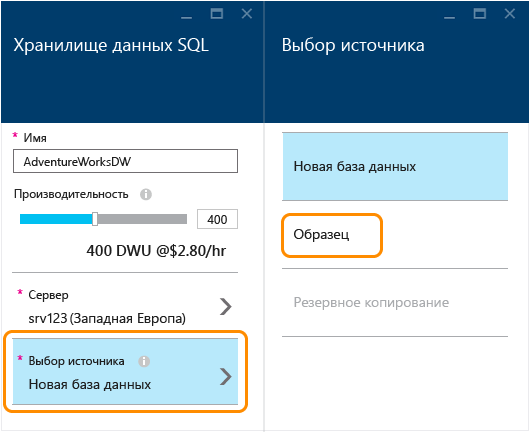 Хранилище данных SQL
* Имя
AdventureWorksDW
Производительность
400
400 DWU @$2.80/hr
* Сервер
srv123 (Западная Европа)
* Выбор источника
Новая база данных
Выбор источника
Новая база данных
Образец
Резервное копирование